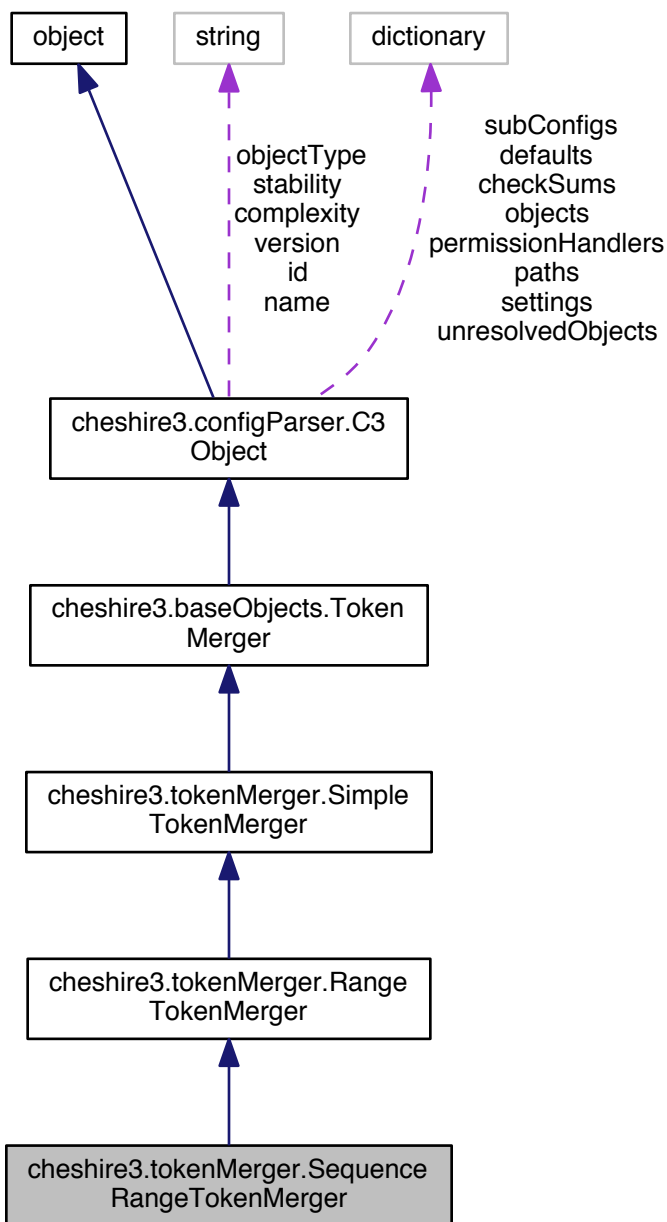 object
string
dictionary
objectType
stability
complexity
version
id
name
subConfigs
defaults
checkSums
objects
permissionHandlers
paths
settings
unresolvedObjects
cheshire3.configParser.C3
Object
cheshire3.baseObjects.Token
Merger
cheshire3.tokenMerger.Simple
TokenMerger
cheshire3.tokenMerger.Range
TokenMerger
cheshire3.tokenMerger.Sequence
RangeTokenMerger